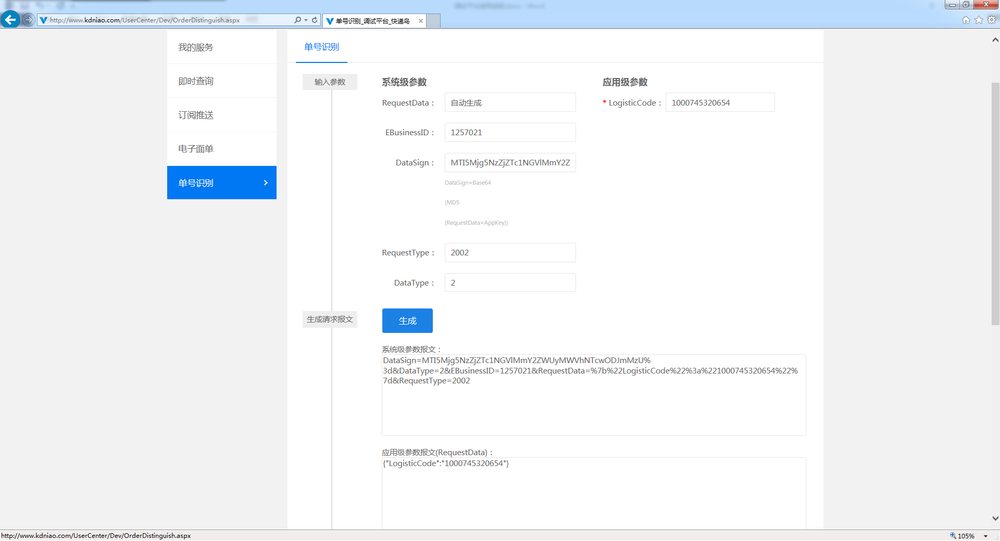 http://www.kdniao.com/UserCenter/Dev/OrderDistinguish.aspx
单号识别_调试平台_快递鸟
我的服务
即时查询
订阅推送
电子面单
单号识别
单号识别
输入参数
系统级参数
应用级参数
RequestData：
自动生成
* LogisticCode：
1000745320654
EBusinessID：
1257021
DataSign：
MTI5Mjg5NzZjZTc1NGVlMmY2Z
DataSign=Base64
(MD5
(RequestData+AppKey))
RequestType：
2002
DataType：
2
生成请求报文
生成
系统级参数报文：
DataSign=MTI5Mjg5NzZjZTc1NGVlMmY2ZWUyMWVhNTcwODJmMzU%
3d&DataType=2&EBusinessID=1257021&RequestData=%7b%22LogisticCode%22%3a%221000745320654%22%
7d&RequestType=2002
应用级参数报文(RequestData)：
{"LogisticCode":"1000745320654"}
http://www.kdniao.com/UserCenter/Dev/OrderDistinguish.aspx
105%